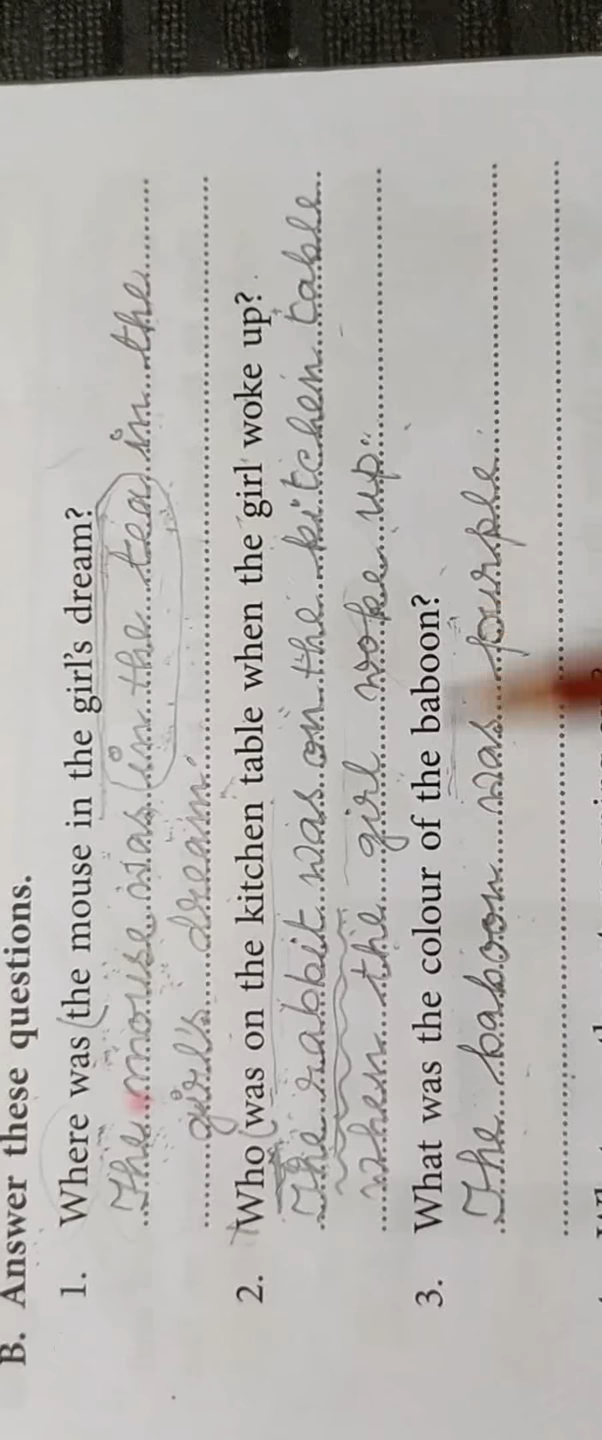 B. Answer these questions.
1. Where was the mouse in the girl's dream?
The mouse was in the tea in the
girl's dream.
2. Who was on the kitchen table when the girl woke up?
The rabbit was on the kitchein table
when the girl woke up.
3. What was the colour of the baboon?
The baboon was fourple.